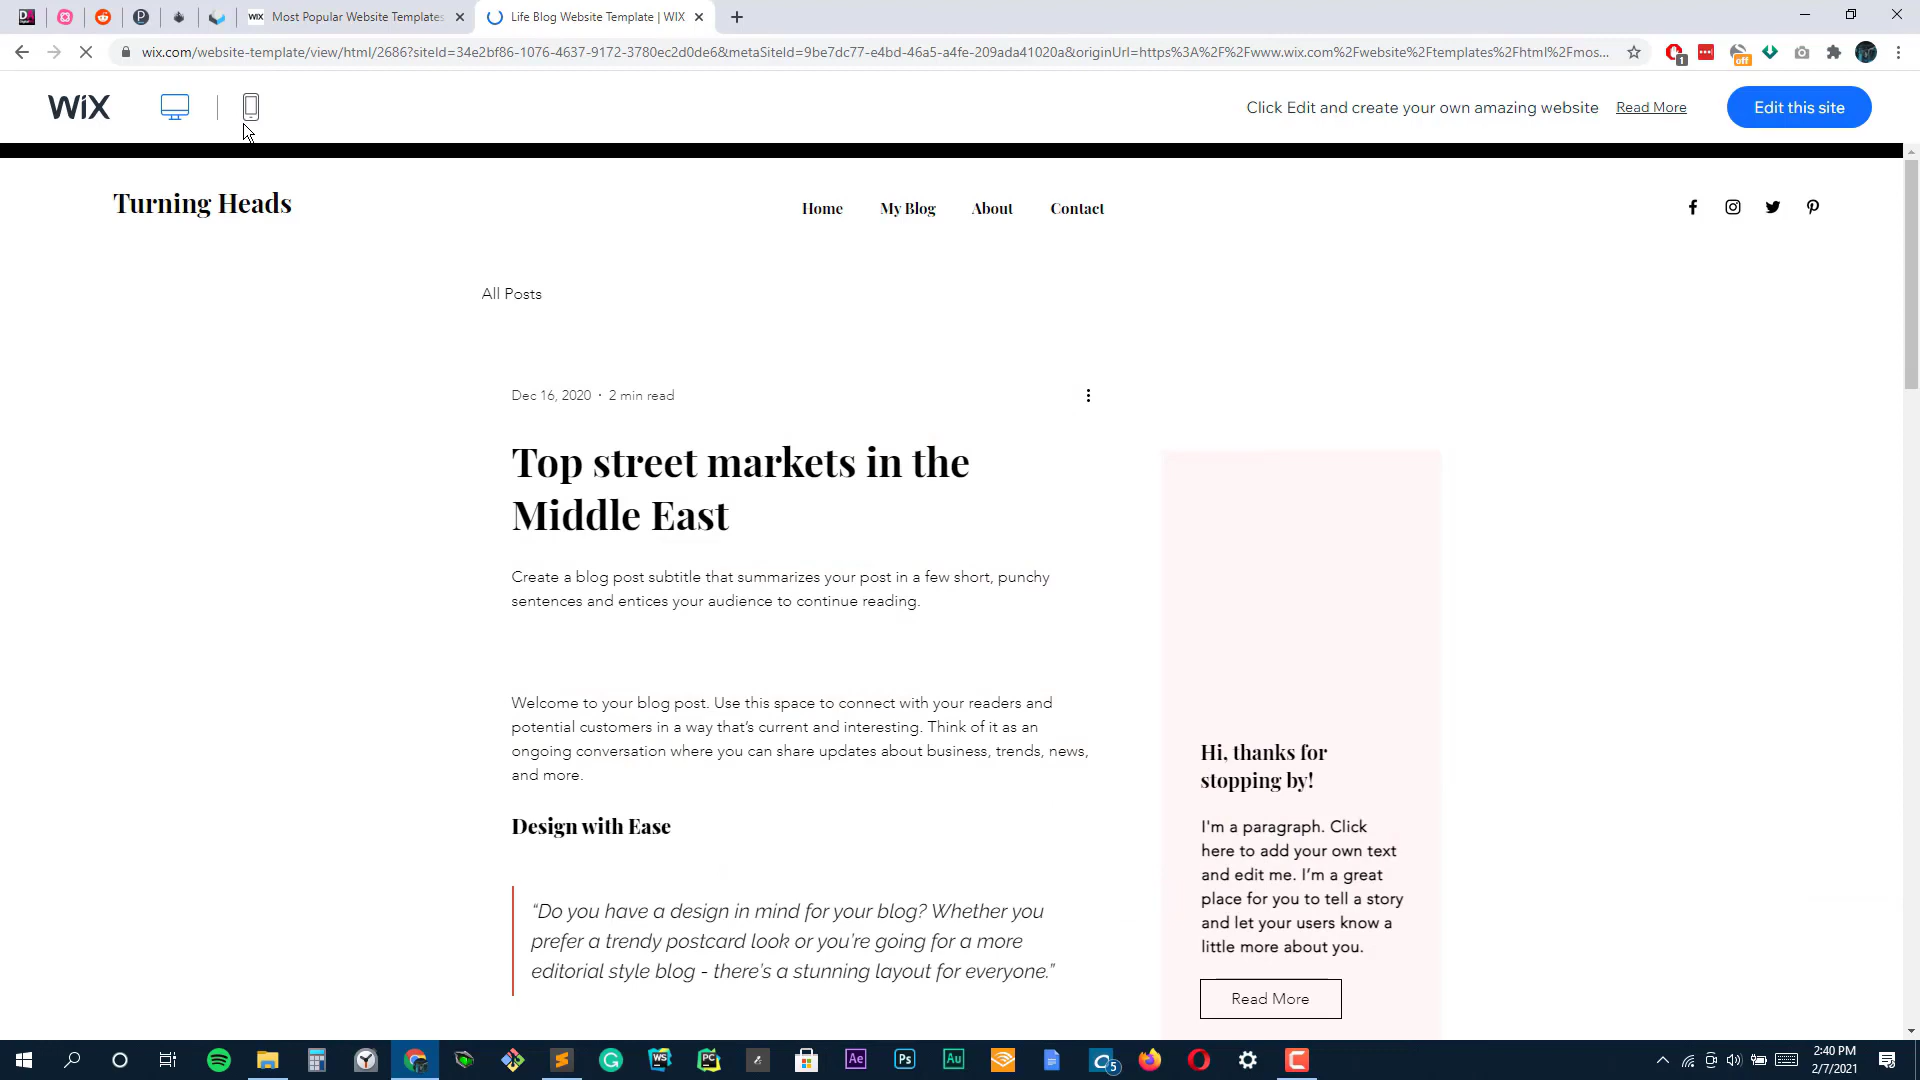 WIX Most Popular Website Templates
Life Blog Website Template | WIX
wix.com/website-template/view/html/2686?siteId=34e2bf86-1076-4637-9172-3780ec2d0de6&metaSiteId=9be7dc77-e4bd-46a5-a4fe-209ada41020a&originUrl=https%3A%2F%2Fwww.wix.com%2Fwebsite%2Ftemplates%2Fhtml%2Fmos...
1
off
WiX
Click Edit and create your own amazing website Read More Edit this site
Turning Heads
Home My Blog About Contact
All Posts
Dec 16, 2020 · 2 min read
Top street markets in the
Middle East
Create a blog post subtitle that summarizes your post in a few short, punchy
sentences and entices your audience to continue reading.
Welcome to your blog post. Use this space to connect with your readers and
potential customers in a way that’s current and interesting. Think of it as an
ongoing conversation where you can share updates about business, trends, news,
and more.
Design with Ease
“Do you have a design in mind for your blog? Whether you
prefer a trendy postcard look or you’re going for a more
editorial style blog - there’s a stunning layout for everyone.”
Hi, thanks for
stopping by!
I'm a paragraph. Click
here to add your own text
and edit me. I’m a great
place for you to tell a story
and let your users know a
little more about you.
Read More
WS
PC
Ae
Ps
Au
5
2:40 PM
2/7/2021